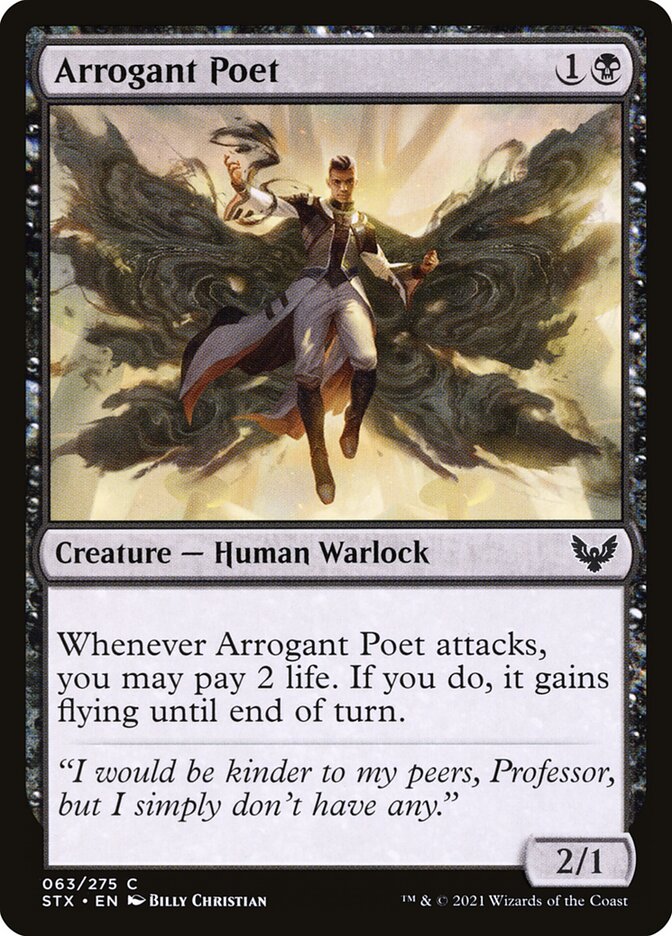 Arrogant Poet
1
Creature — Human Warlock
Whenever Arrogant Poet attacks,
you may pay 2 life. If you do, it gains
flying until end of turn.
“I would be kinder to my peers, Professor,
but I simply don’t have any.”
2/1
063/275 C
STX • EN Billy Christian
™ & © 2021 Wizards of the Coast